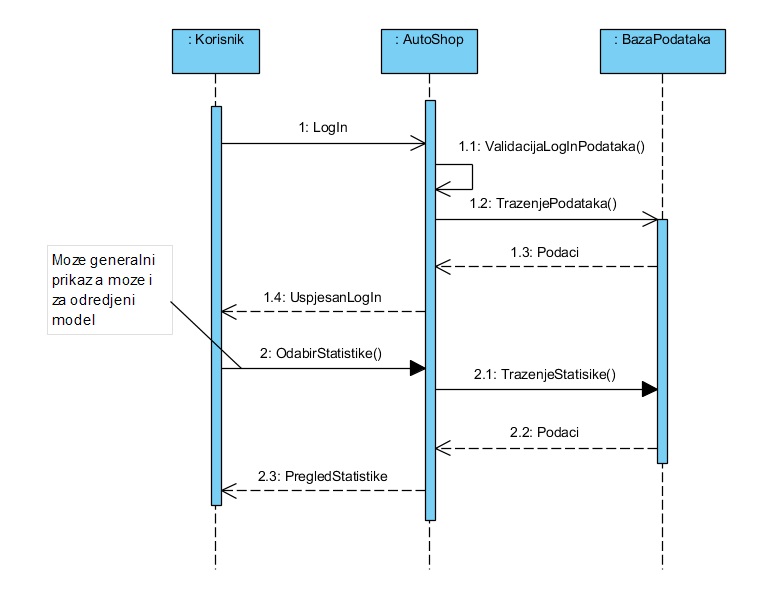 : Korisnik
: AutoShop
: BazaPodataka
1: LogIn
1.1: ValidacijaLogInPodataka()
1.2: TrazenjePodataka()
1.3: Podaci
Moze generalni
prikaz a moze i
za odredjeni
model
1.4: UspjesanLogIn
2: OdabirStatistike()
2.1: TrazenjeStatisike()
2.2: Podaci
2.3: PregledStatistike